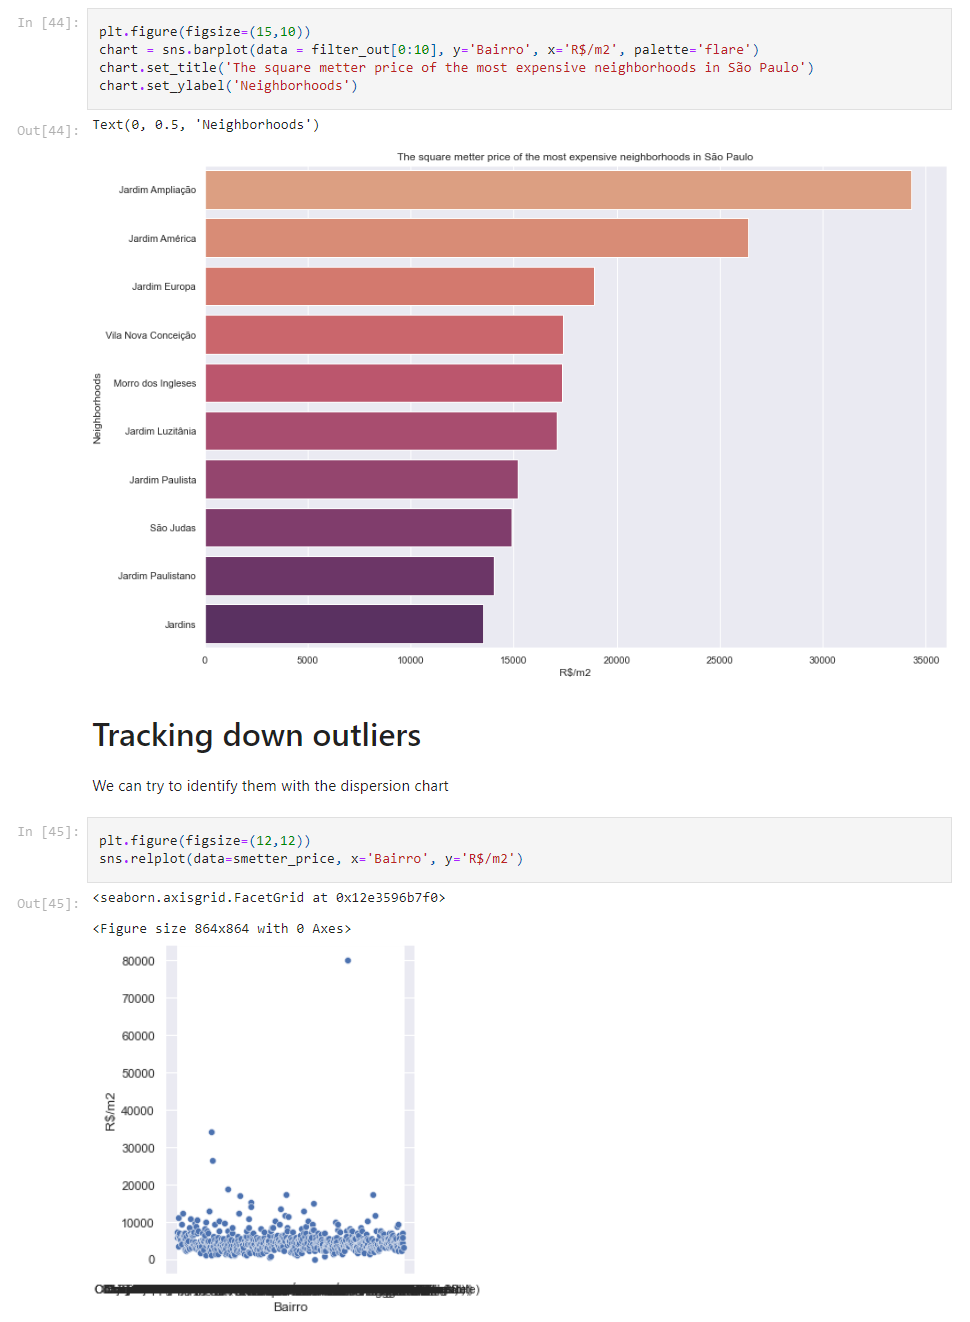 In [44]:
plt.figure(figsize=(15,10))
chart = sns.barplot(data = filter_out[0:10], y='Bairro', x='R$/m2', palette='flare')
chart.set_title('The square metter price of the most expensive neighborhoods in São Paulo')
chart.set_ylabel('Neighborhoods')
Out[44]:
Text(0, 0.5, 'Neighborhoods')
The square metter price of the most expensive neighborhoods in São Paulo
Jardim Ampliação
Jardim América
Jardim Europa
Vila Nova Conceição
Morro dos Ingleses
Jardim Luzitânia
Jardim Paulista
São Judas
Jardim Paulistano
Jardins
Neighborhoods
0 5000 10000 15000 20000 25000 30000 35000
R$/m2
Tracking down outliers
We can try to identify them with the dispersion chart
In [45]:
plt.figure(figsize=(12,12))
sns.relplot(data=smetter_price, x='Bairro', y='R$/m2')
Out[45]:
<seaborn.axisgrid.FacetGrid at 0x12e3596b7f0>
<Figure size 864x864 with 0 Axes>
80000
70000
60000
50000
40000
30000
20000
10000
0
R$/m2
Bairro